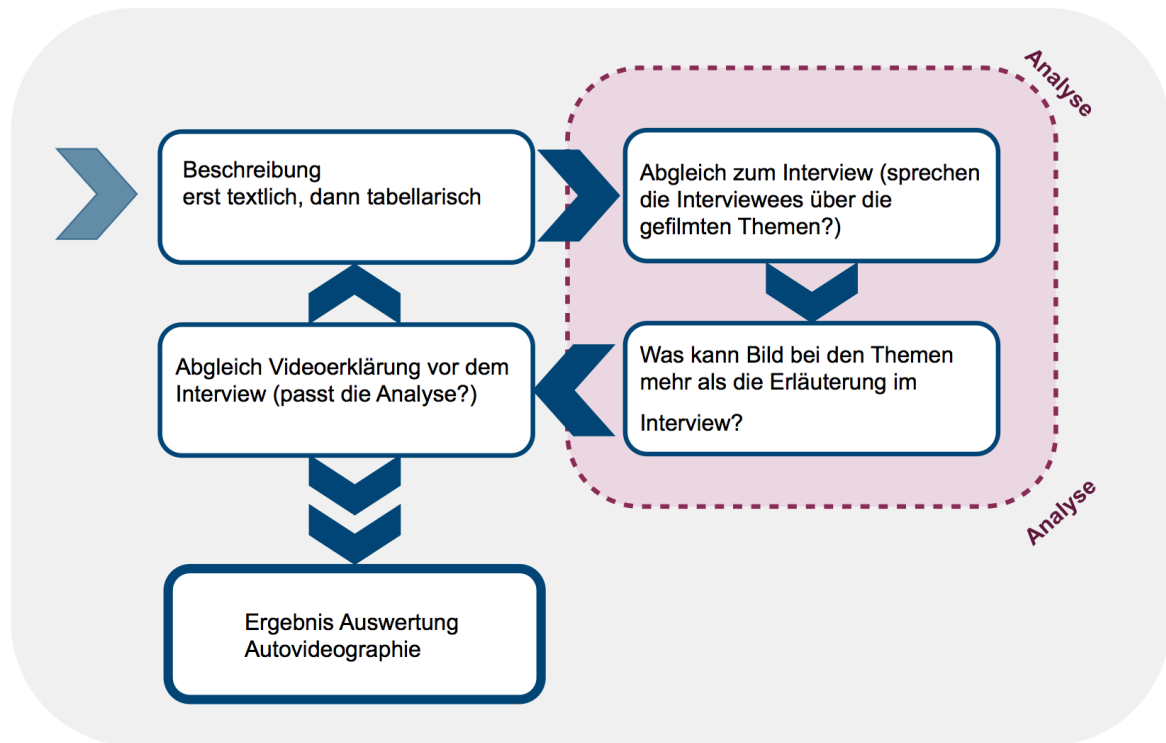 Analyse
Beschreibung
erst textlich, dann tabellarisch
Abgleich zum Interview (sprechen
die Interviewees über die
gefilmten Themen?)
Abgleich Videoerklärung vor dem
Interview (passt die Analyse?)
Was kann Bild bei den Themen
mehr als die Erläuterung im
Interview?
Analyse
Ergebnis Auswertung
Autovideographie